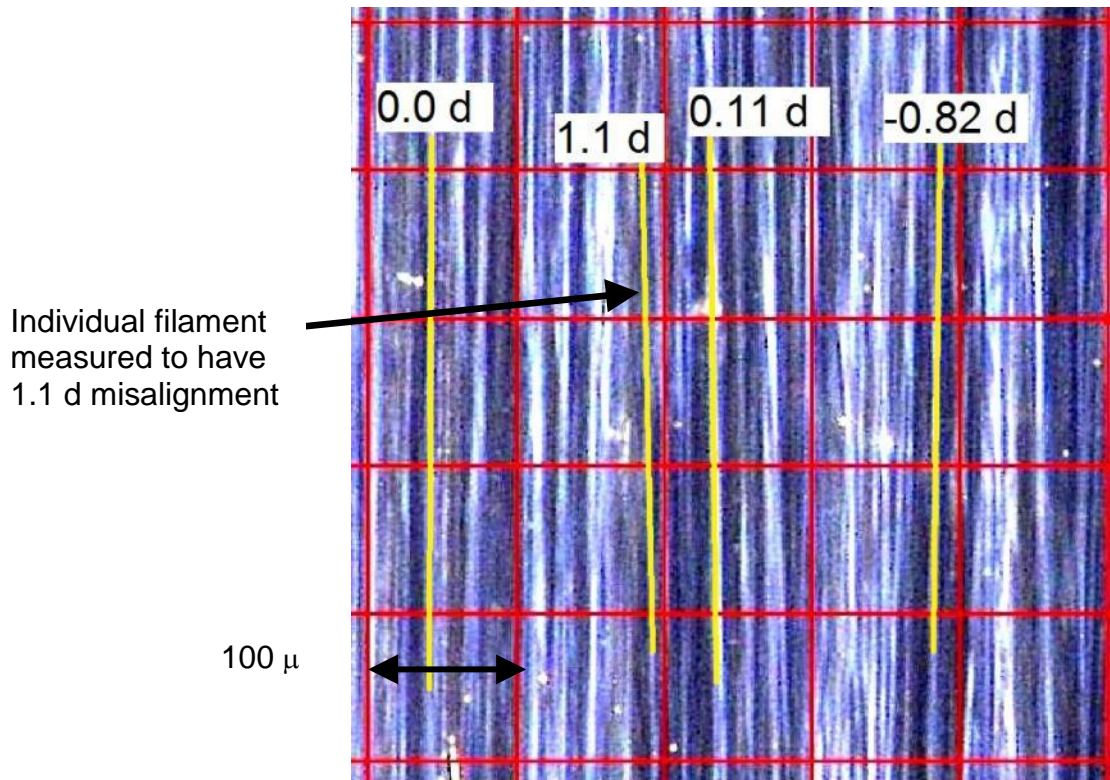 0.0 d
1.1 d
0.11 d
-0.82 d
Individual filament
measured to have
1.1 d misalignment
100 μ